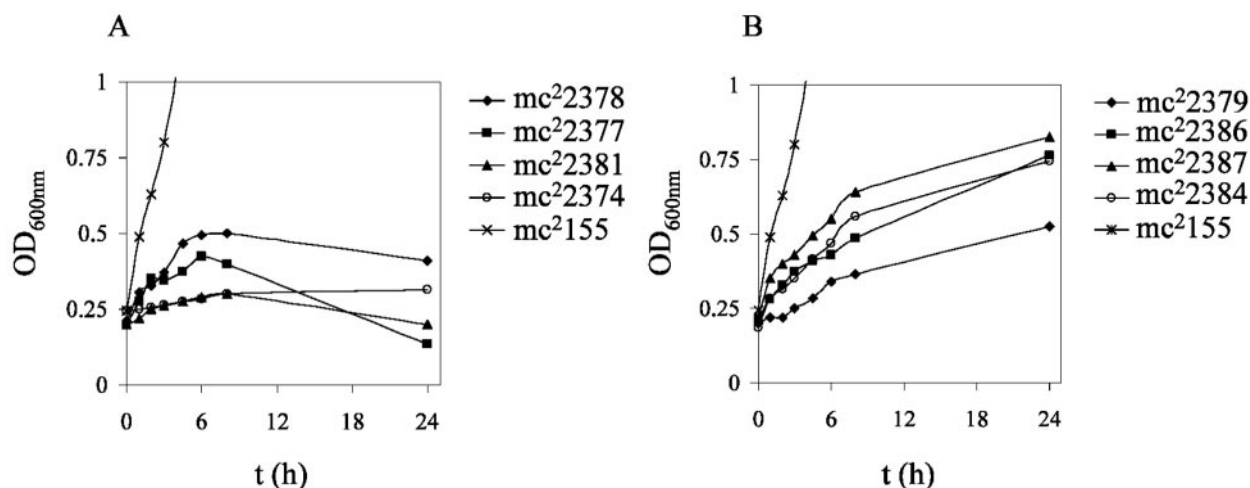 A
OD600nm
1
0.75
0.5
0.25
0
0 6 12 18 24
t (h)
mc²2378
mc²2377
mc²2381
mc²2374
mc²155
B
OD600nm
1
0.75
0.5
0.25
0
0 6 12 18 24
t (h)
mc²2379
mc²2386
mc²2387
mc²2384
mc²155